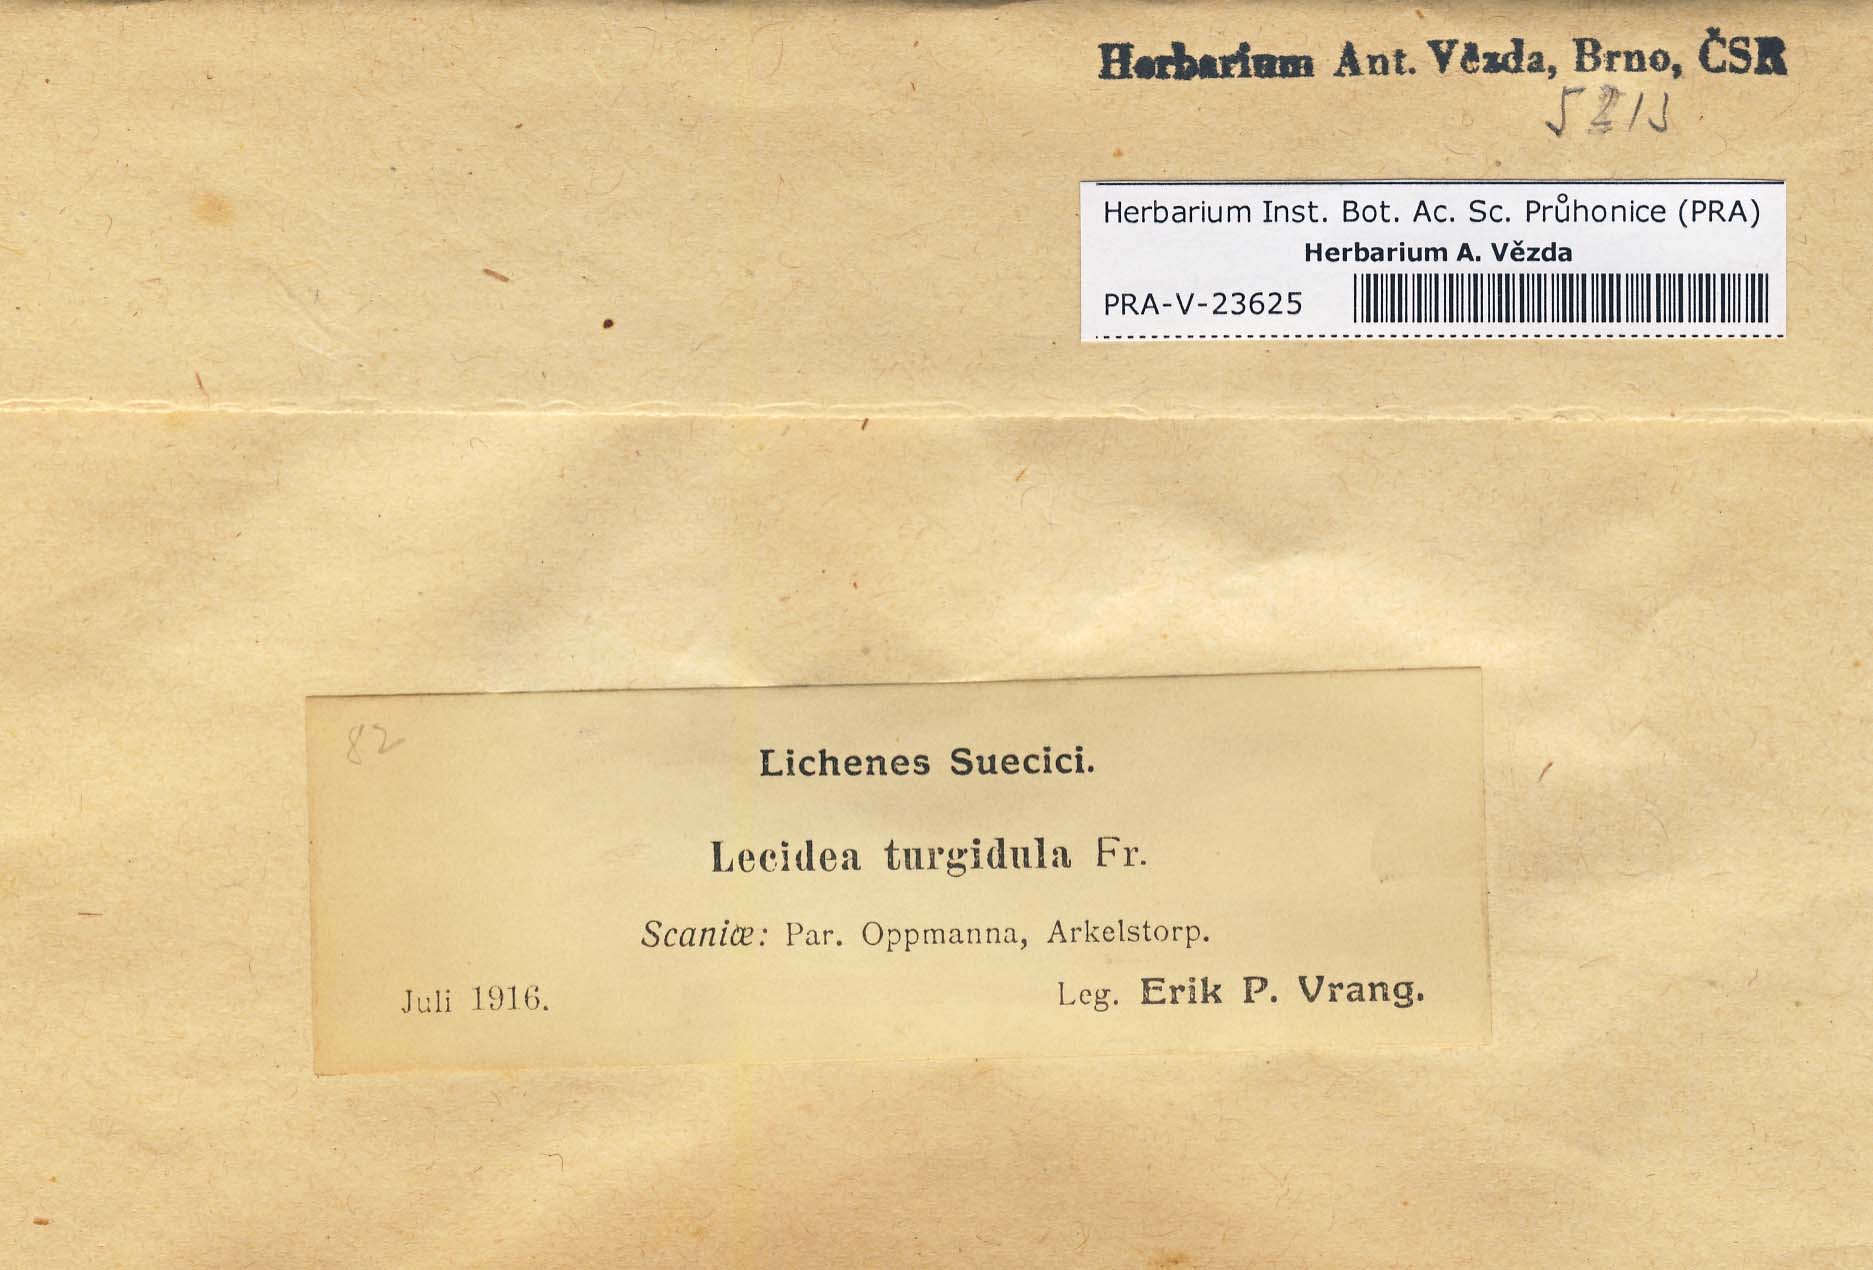 Herbarium Ant. Vězda, Brno, ČSR
Herbarium Inst. Bot. Ac. Sc. Průhonice (PRA)
Herbarium A. Vězda
PRA-V-23625
82
Lichenes Suecici.
Lecidea turgidula Fr.
Scaniæ: Par. Oppmanna, Arkelstorp.
Juli 1916.
Leg. Erik P. Vrang.